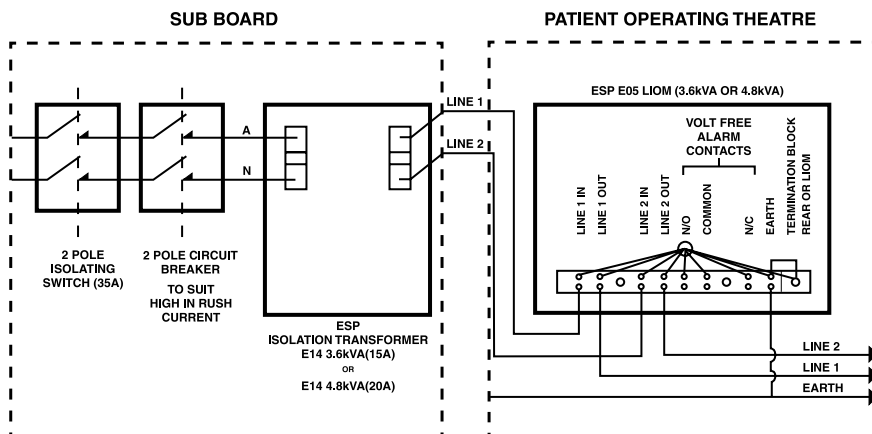 SUB BOARD
PATIENT OPERATING THEATRE
ESP E05 LIOM (3.6kVA OR 4.8kVA)
LINE 1
LINE 2
A
N
VOLT FREE
ALARM
CONTACTS
LINE 1 IN
LINE 1 OUT
LINE 2 IN
LINE 2 OUT
N/O
COMMON
N/C
EARTH
TERMINATION BLOCK
REAR OR LIOM
2 POLE
ISOLATING
SWITCH (35A)
2 POLE CIRCUIT
BREAKER
TO SUIT
HIGH IN RUSH
CURRENT
ESP
ISOLATION TRANSFORMER
E14 3.6kVA(15A)
OR
E14 4.8kVA(20A)
LINE 2
LINE 1
EARTH